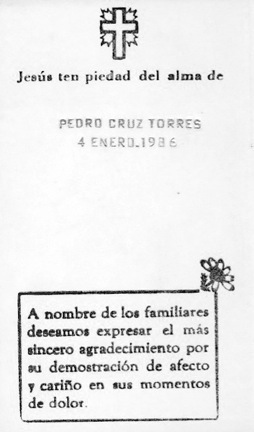 Jesús ten piedad del alma de
PEDRO CRUZ TORRES
4 ENERO.1986
A nombre de los familiares
deseamos expresar el más
sincero agradecimiento por
su demostración de afecto
y cariño en sus momentos
de dolor.